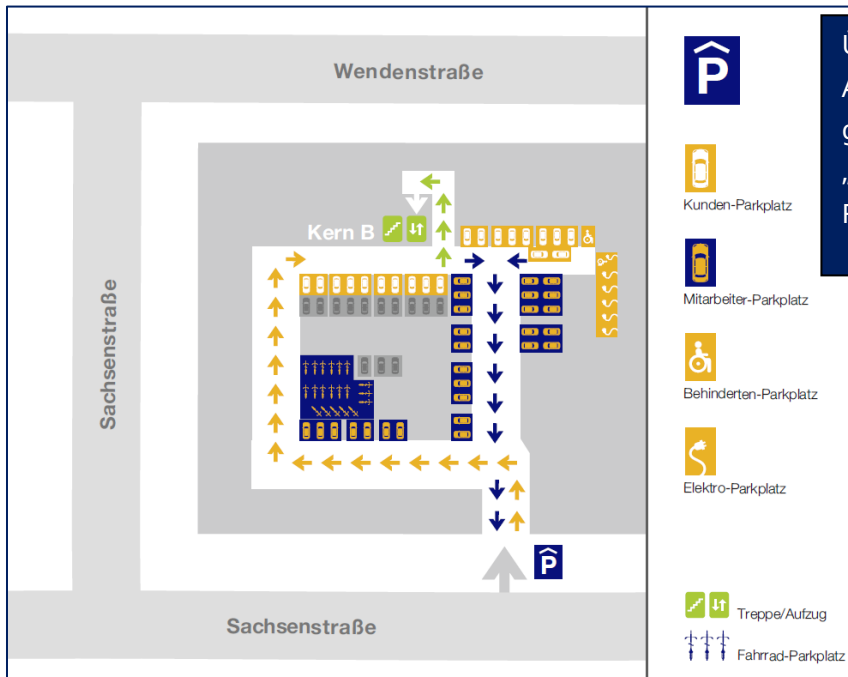 Wendenstraße
Kern B
Sachsenstraße
P
Sachsenstraße
P
Kunden-Parkplatz
Mitarbeiter-Parkplatz
Behinderten-Parkplatz
Elektro-Parkplatz
Treppe/Aufzug
Fahrrad-Parkplatz